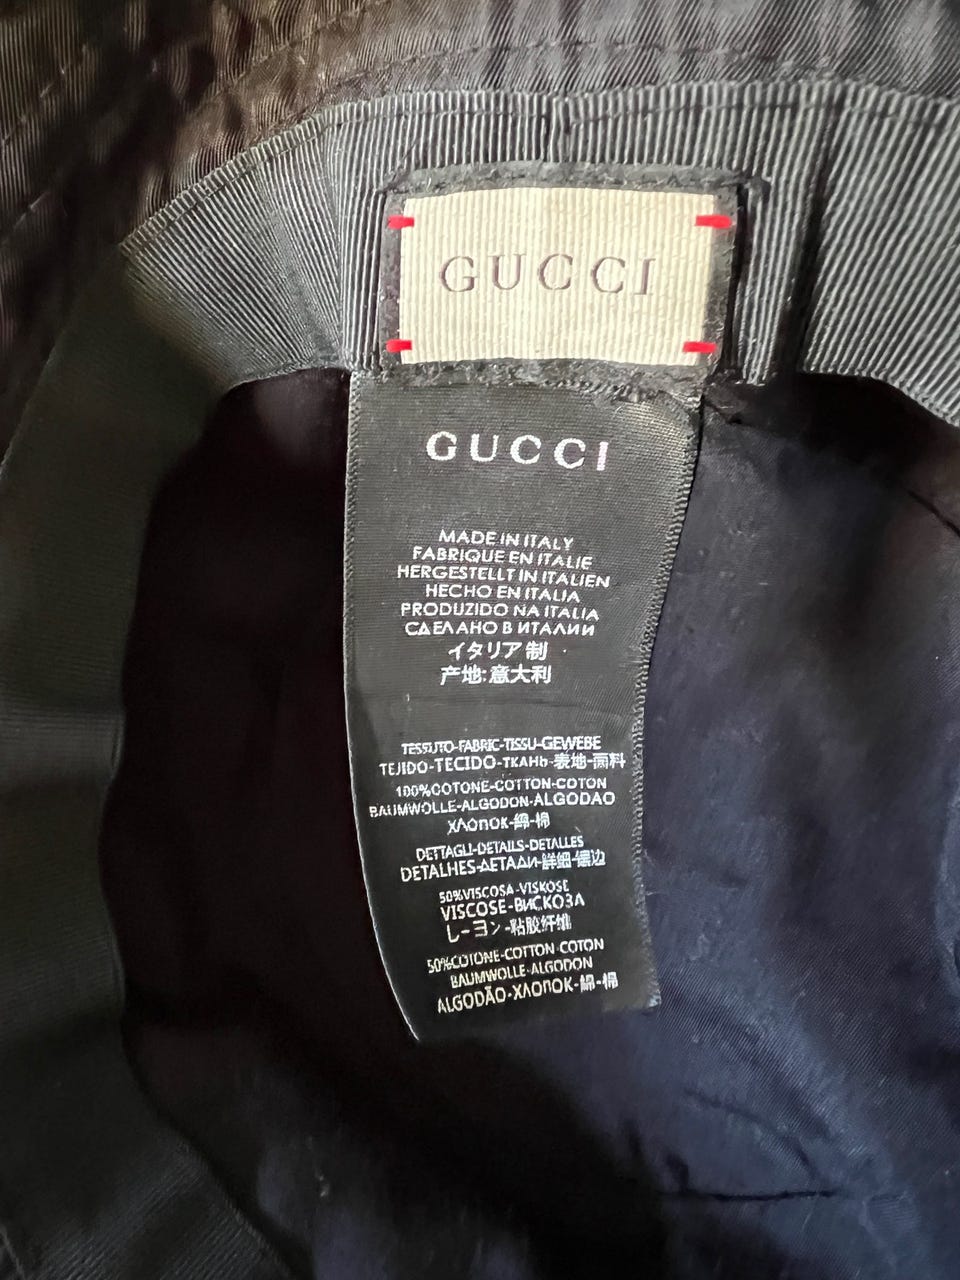 GUCCI
GUCCI
MADE IN ITALY
FABRIQUE EN ITALIE
HERGESTELLT IN ITALIEN
HECHO EN ITALIA
PRODUZIDO NA ITALIA
СДЕЛАНО В ИТАЛИИ
イタリア制
产地:意大利
TESSUTO-FABRIC-TISSU-GEWEBE
TEJIDO-TECIDO-ТКАНЬ-表地-面料
100%COTONE-COTTON-COTON
BAUMWOLLE-ALGODON-ALGODAO
ХЛОПОК-綿-棉
DETTAGLI-DETAILS-DETALLES
DETALHES-ДЕТАЛИ-詳細-镶边
50%VISCOSA-VISKOSE
VISCOSE-ВИСКОЗА
レーヨン-粘胶纤维
50%COTONE-COTTON-COTON
BAUMWOLLE-ALGODON
ALGODÃO-ХЛОПОК-綿-棉